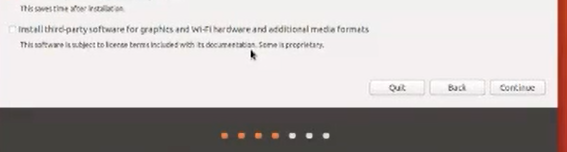 This saves time after installation.
Install third-party software for graphics and Wi-Fi hardware and additional media formats
This software is subject to license terms included with its documentation. Some is proprietary.
Quit Back Continue